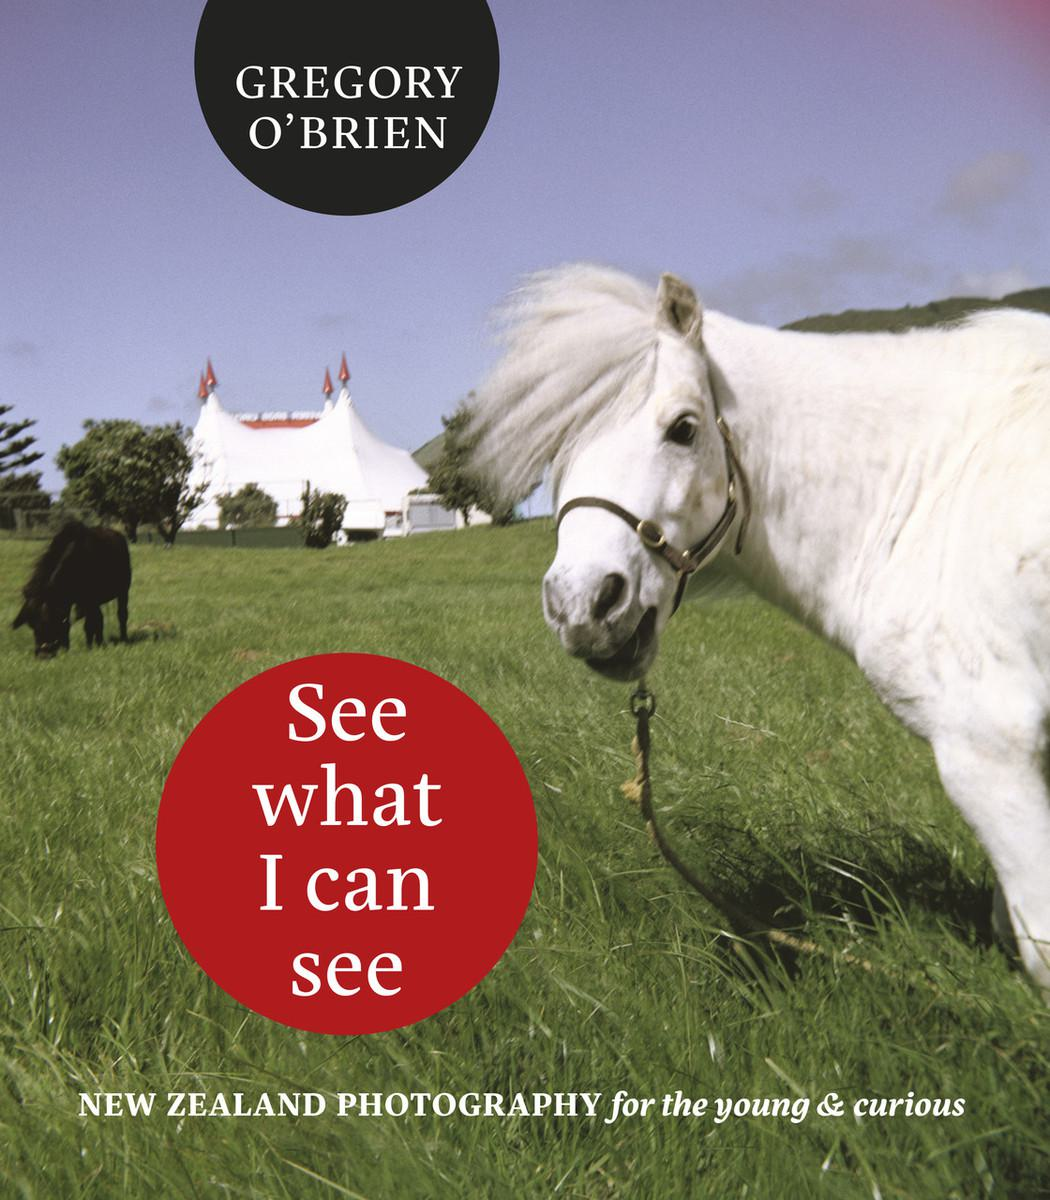 GREGORY
O’BRIEN
See
what
I can
see
NEW ZEALAND PHOTOGRAPHY for the young & curious